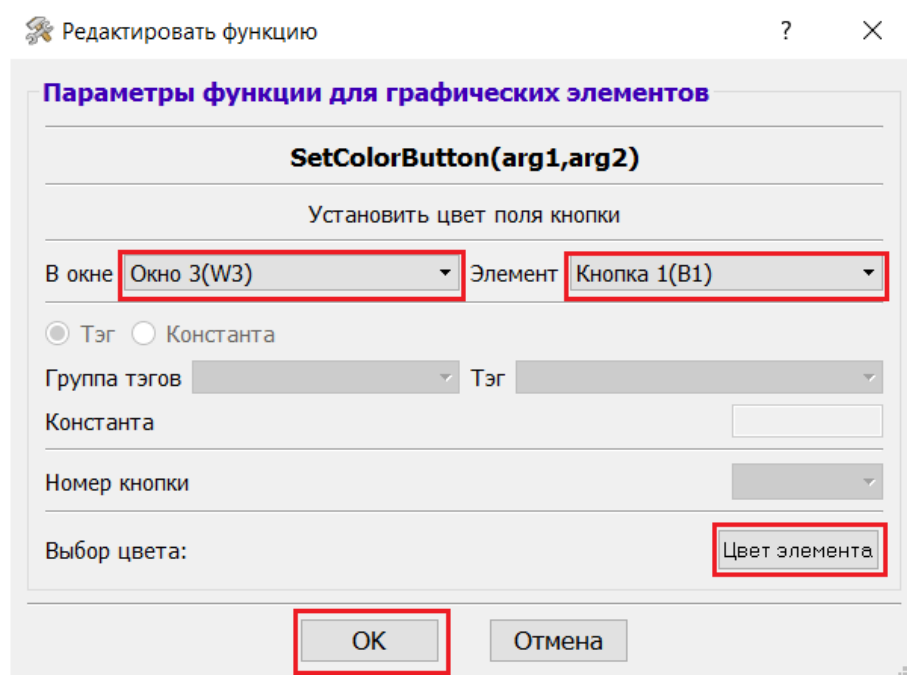 Редактировать функцию ?
Параметры функции для графических элементов
SetColorButton(arg1,arg2)
Установить цвет поля кнопки
В окне Окно 3(W3) Элемент Кнопка 1(B1)
Тэг Константа
Группа тэгов Тэг
Константа
Номер кнопки
Выбор цвета: Цвет элемента
OK Отмена